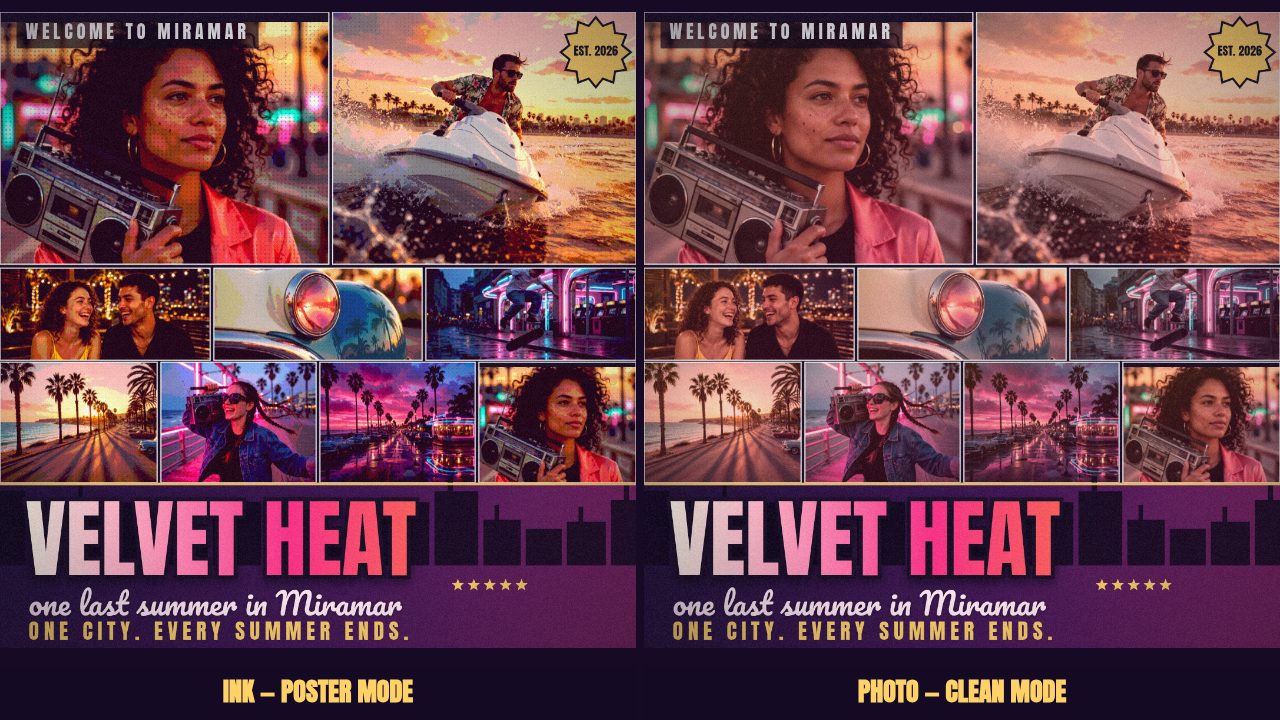 WELCOME TO MIRAMAR
EST. 2026
VELVET HEAT
one last summer in Miramar
ONE CITY. EVERY SUMMER ENDS.
INK – POSTER MODE
WELCOME TO MIRAMAR
EST. 2026
VELVET HEAT
one last summer in Miramar
ONE CITY. EVERY SUMMER ENDS.
PHOTO – CLEAN MODE